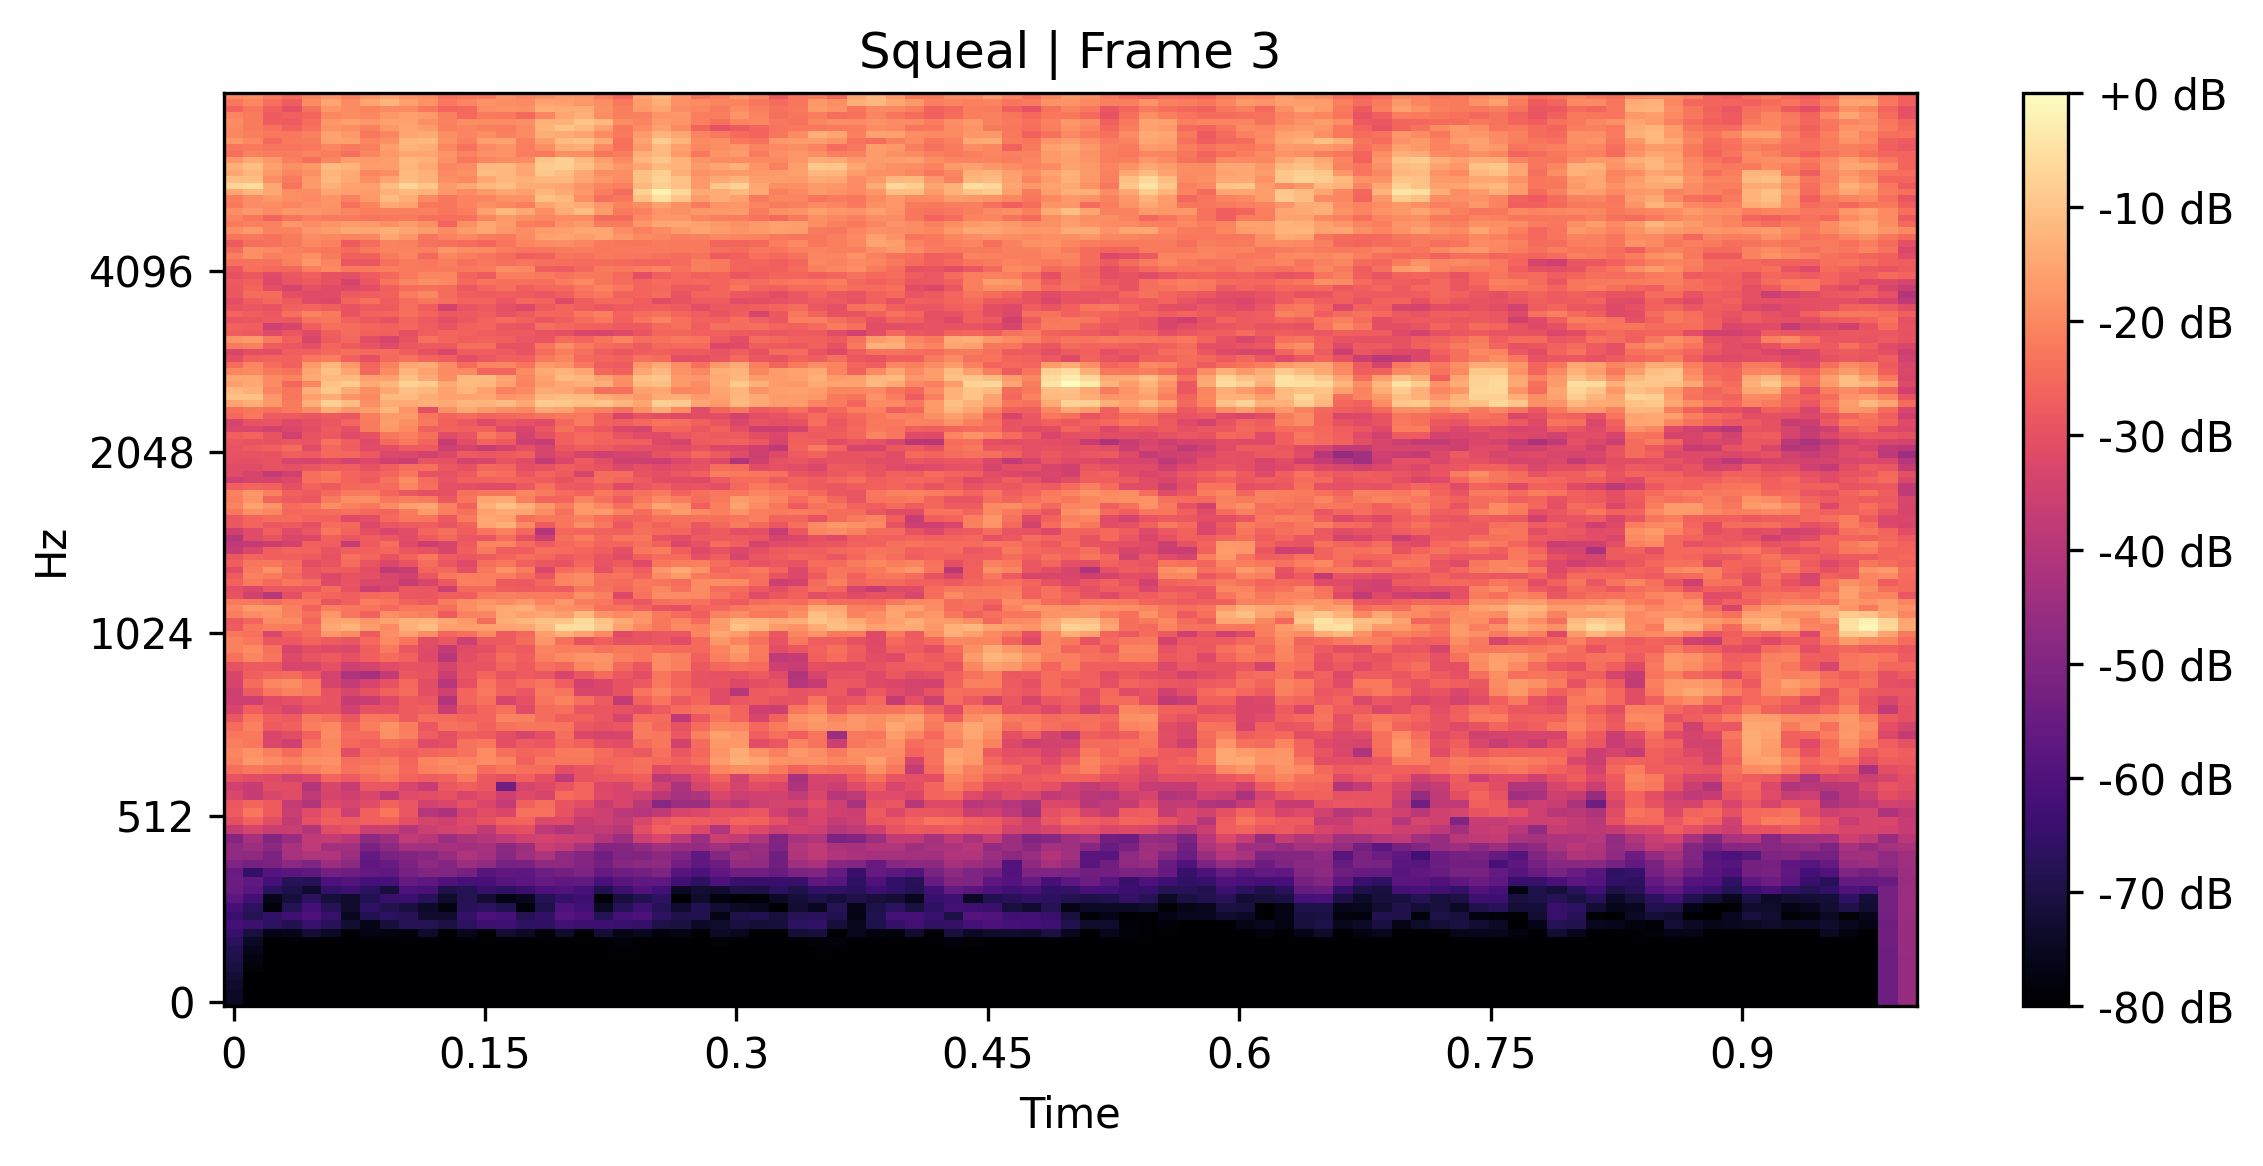 Squeal | Frame 3
+0 dB
-10 dB
-20 dB
-30 dB
-40 dB
-50 dB
-60 dB
-70 dB
-80 dB
Hz
4096
2048
1024
512
0
0 0.15 0.3 0.45 0.6 0.75 0.9
Time